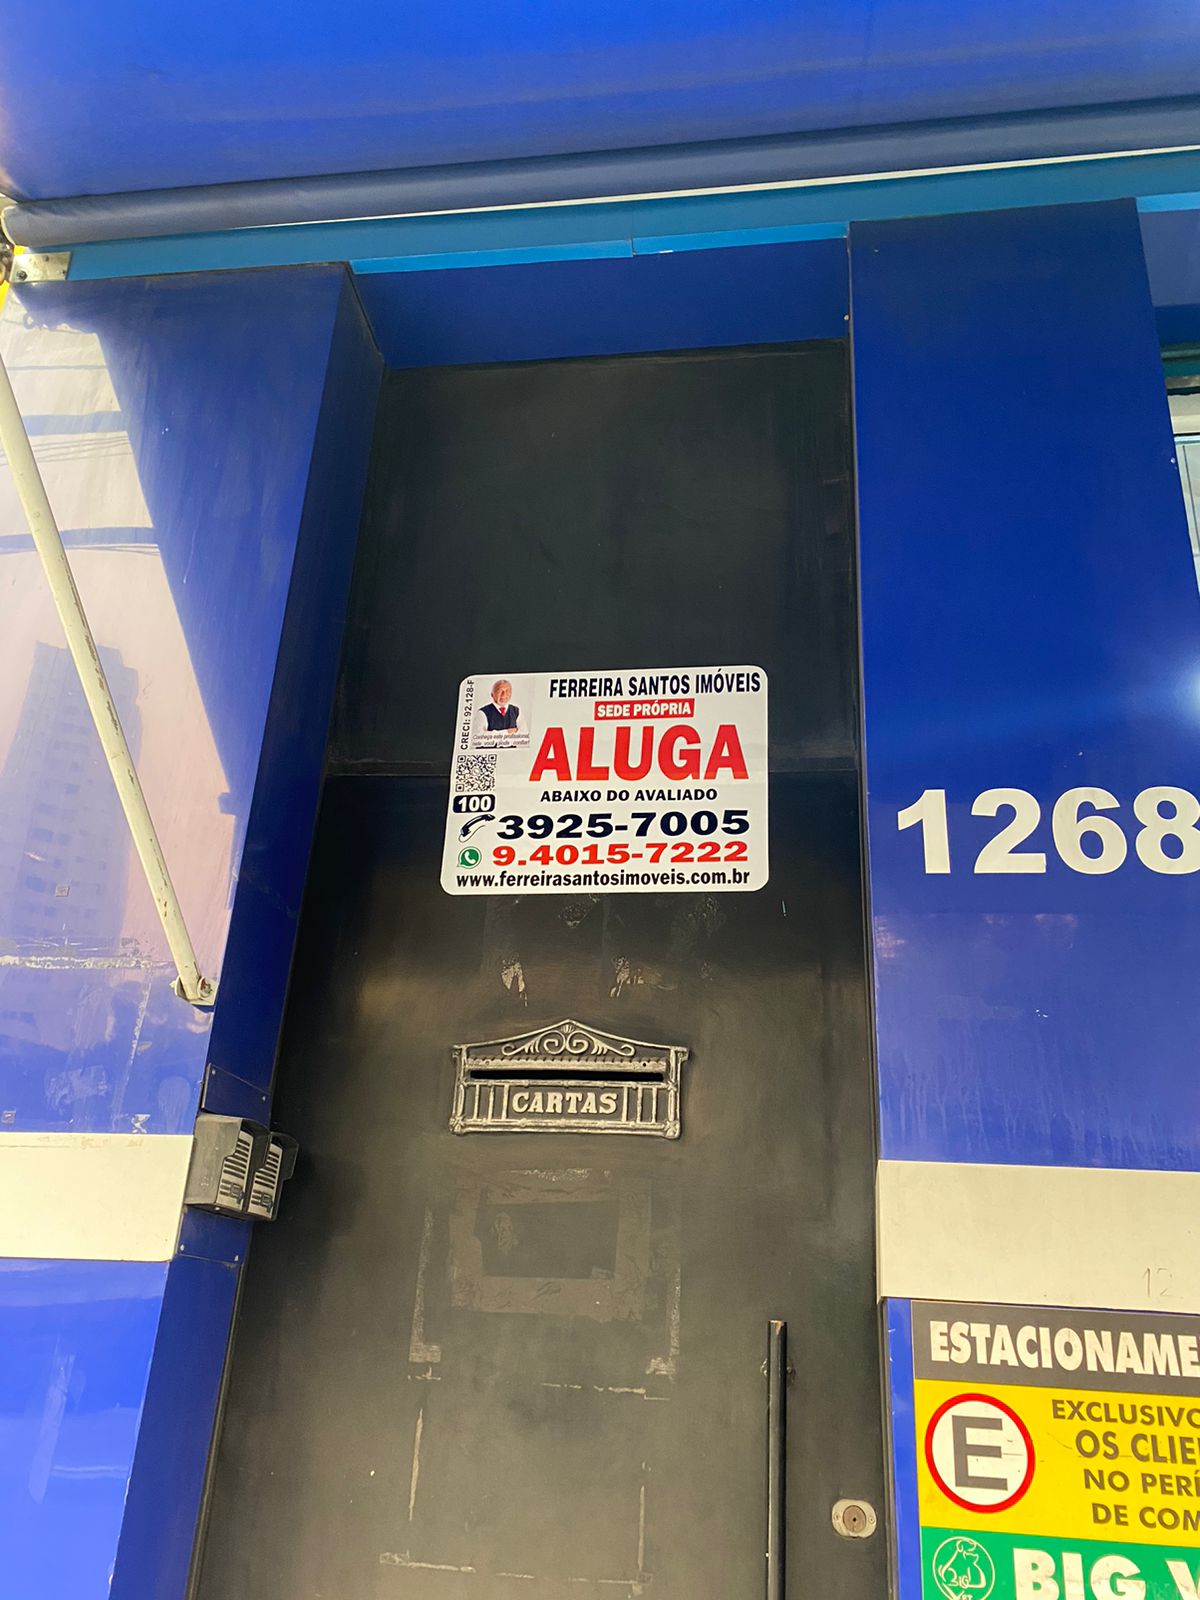 CRECI: 92.128-F
FERREIRA SANTOS IMÓVEIS
SEDE PRÓPRIA
ALUGA
ABAIXO DO AVALIADO
100
3925-7005
9.4015-7222
www.ferreirasantosimoveis.com.br
1268
CARTAS
12
ESTACIONAME
E
EXCLUSIVO
OS CLIE
NO PERÍ
DE COM
BIG V